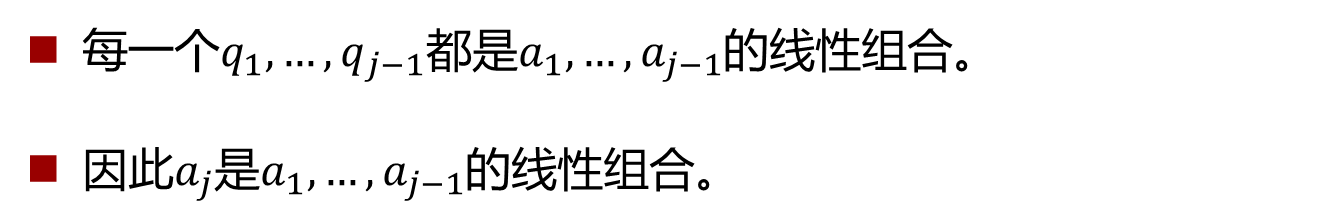 每一个𝑞₁, … , 𝑞ⱼ₋₁都是𝑎₁, … , 𝑎ⱼ₋₁的线性组合。
因此𝑎ⱼ是𝑎₁, … , 𝑎ⱼ₋₁的线性组合。